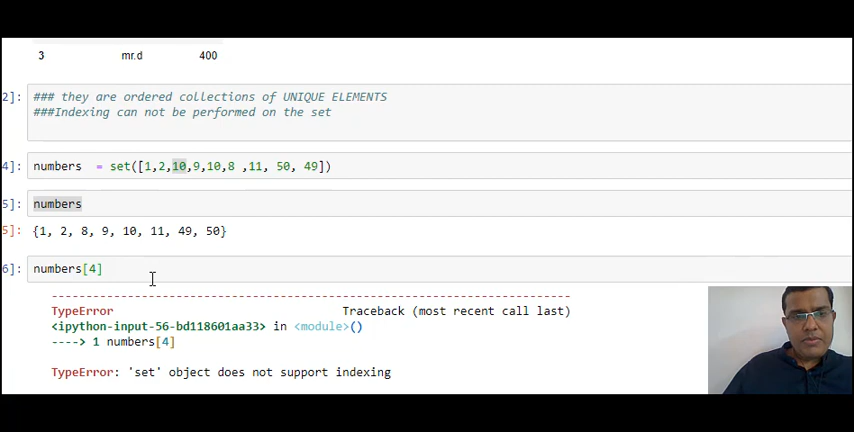 3 mr.d 400
2]: ### they are ordered collections of UNIQUE ELEMENTS
###Indexing can not be performed on the set
4]: numbers = set([1,2,10,9,10,8 ,11, 50, 49])
5]: numbers
5]: {1, 2, 8, 9, 10, 11, 49, 50}
6]: numbers[4]
---------------------------------------------------------------------------
TypeError Traceback (most recent call last)
<ipython-input-56-bd118601aa33> in <module>()
----> 1 numbers[4]
TypeError: 'set' object does not support indexing